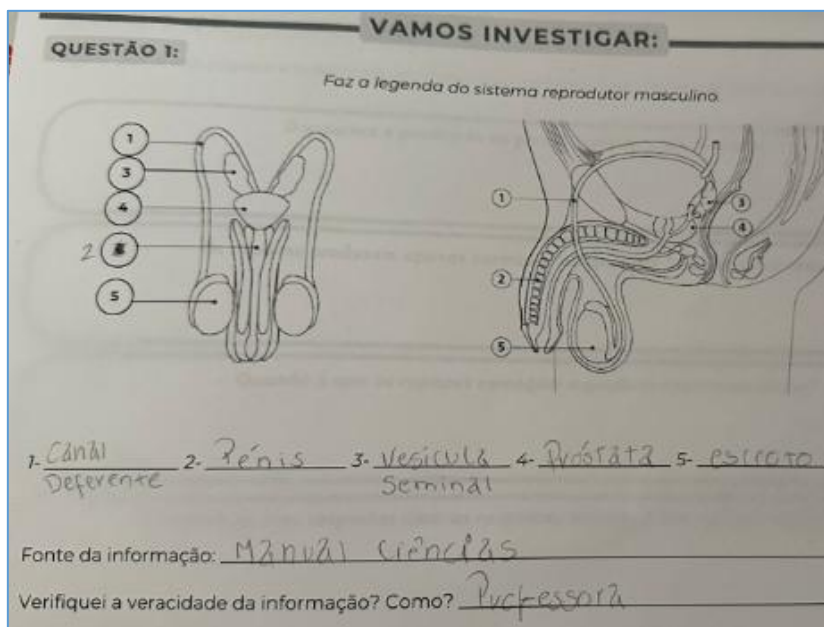 VAMOS INVESTIGAR:
QUESTÃO 1:
Faz a legenda do sistema reprodutor masculino.
1
3
4
2
5
1
3
4
2
5
1- Canal Deferente 2- Pénis 3- Vesícula Seminal 4- Próstata 5- escroto
Fonte da informação: Manual Ciências
Verifiquei a veracidade da informação? Como? Professora